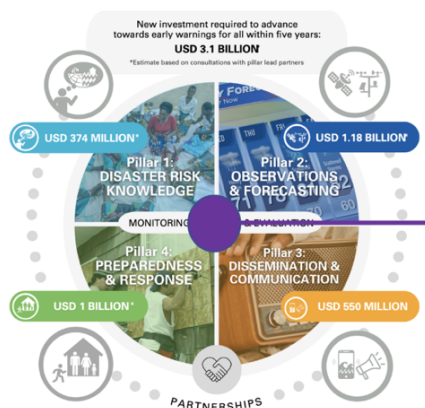 New investment required to advance
towards early warnings for all within five years:
USD 3.1 BILLION*
*Estimate based on consultations with pillar lead partners
USD 374 MILLION*
USD 1.18 BILLION*
Pillar 1:
DISASTER RISK
KNOWLEDGE
Pillar 2:
OBSERVATIONS
& FORECASTING
MONITORING & EVALUATION
Pillar 4:
PREPAREDNESS
& RESPONSE
Pillar 3:
DISSEMINATION &
COMMUNICATION
USD 1 BILLION*
USD 550 MILLION
PARTNERSHIPS